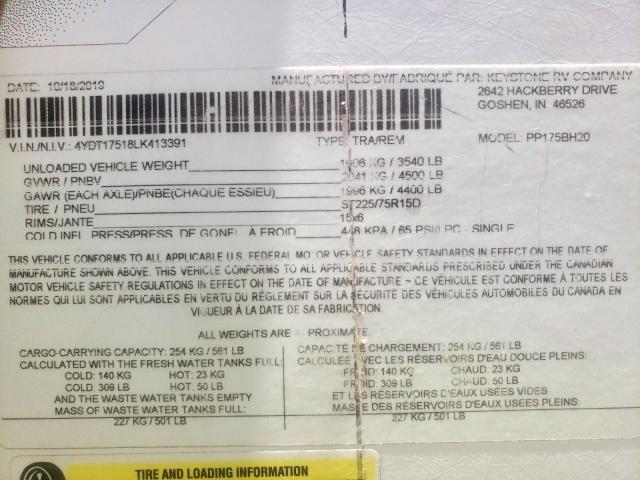 DATE: 10/18/2019 MANUFACTURED BY/FABRIQUÉ PAR: KEYSTONE RV COMPANY
2642 HACKBERRY DRIVE
GOSHEN, IN 46526
V.I.N./N.I.V.: 4YDT17518LK413391 TYPE: TRA/REM MODEL: PP175BH20
UNLOADED VEHICLE WEIGHT 1606 KG / 3540 LB
GVWR / PNBV 2041 KG / 4500 LB
GAWR (EACH AXLE)/PNBE(CHAQUE ESSIEU) 1996 KG / 4400 LB
TIRE / PNEU ST225/75R15D
RIMS/JANTE 15x6
COLD INFL. PRESS/PRESS. DE GONFL A FROID 448 KPA / 65 PSI/LPC - SINGLE
THIS VEHICLE CONFORMS TO ALL APPLICABLE U.S. FEDERAL MOTOR VEHICLE SAFETY STANDARDS IN EFFECT ON THE DATE OF
MANUFACTURE SHOWN ABOVE. THIS VEHICLE CONFORMS TO ALL APPLICABLE STANDARDS PRESCRIBED UNDER THE CANADIAN
MOTOR VEHICLE SAFETY REGULATIONS IN EFFECT ON THE DATE OF MANUFACTURE ~ CE VÉHICULE EST CONFORME À TOUTES LES
NORMES QUI LUI SONT APPLICABLES EN VERTU DU RÉGLEMENT SUR LA SÉCURITÉ DES VÉHICULES AUTOMOBILES DU CANADA EN
VIGUEUR À LA DATE DE SA FABRICATION.
ALL WEIGHTS ARE APPROXIMATE.
CARGO-CARRYING CAPACITY: 254 KG / 561 LB
CALCULATED WITH THE FRESH WATER TANKS FULL:
COLD: 140 KG HOT: 23 KG
COLD: 309 LB HOT: 50 LB
AND THE WASTE WATER TANKS EMPTY
MASS OF WASTE WATER TANKS FULL:
227 KG / 501 LB
CAPACITÉ DE CHARGEMENT: 254 KG / 561 LB
CALCULÉE AVEC LES RÉSERVOIRS D'EAU DOUCE PLEINS:
FROID: 140 KG CHAUD: 23 KG
FROID: 309 LB CHAUD: 50 LB
ET LES RÉSERVOIRS D'EAUX USÉES VIDES
MASSE DES RÉSERVOIRS D'EAUX USÉES PLEINS:
227 KG / 501 LB
TIRE AND LOADING INFORMATION